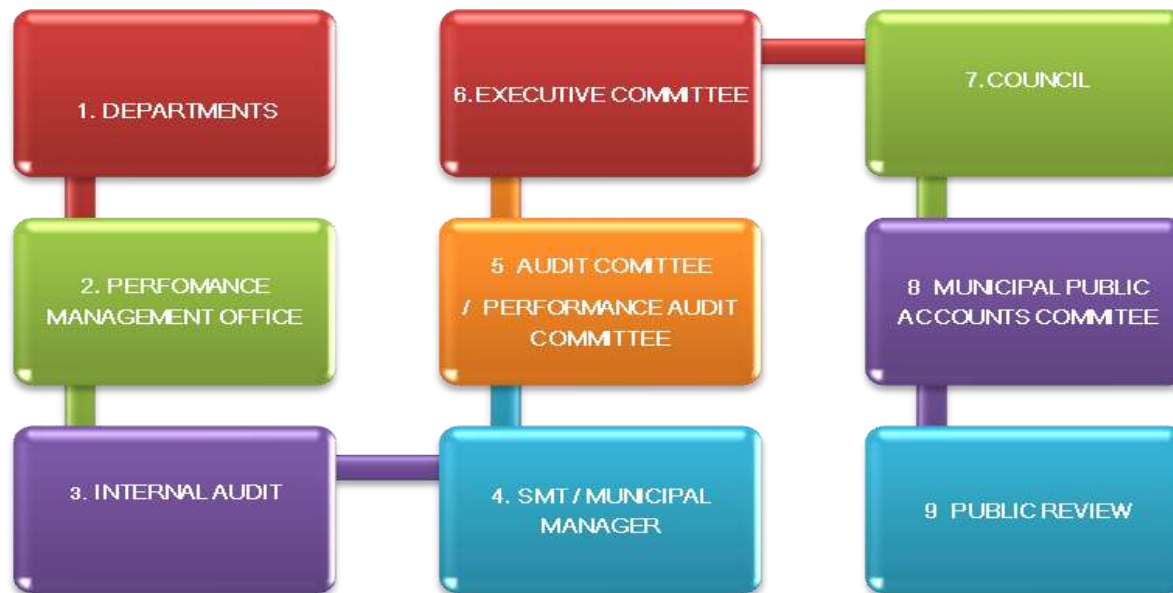 1. DEPARTMENTS
2. PERFOMANCE
MANAGEMENT OFFICE
3. INTERNAL AUDIT
4. SMT / MUNICIPAL
MANAGER
5 AUDIT COMITTEE
/ PERFORMANCE AUDIT
COMMITTEE
6.EXECUTIVE COMMITTEE
7. COUNCIL
8 MUNICIPAL PUBLIC
ACCOUNTS COMMITEE
9 PUBLIC REVIEW